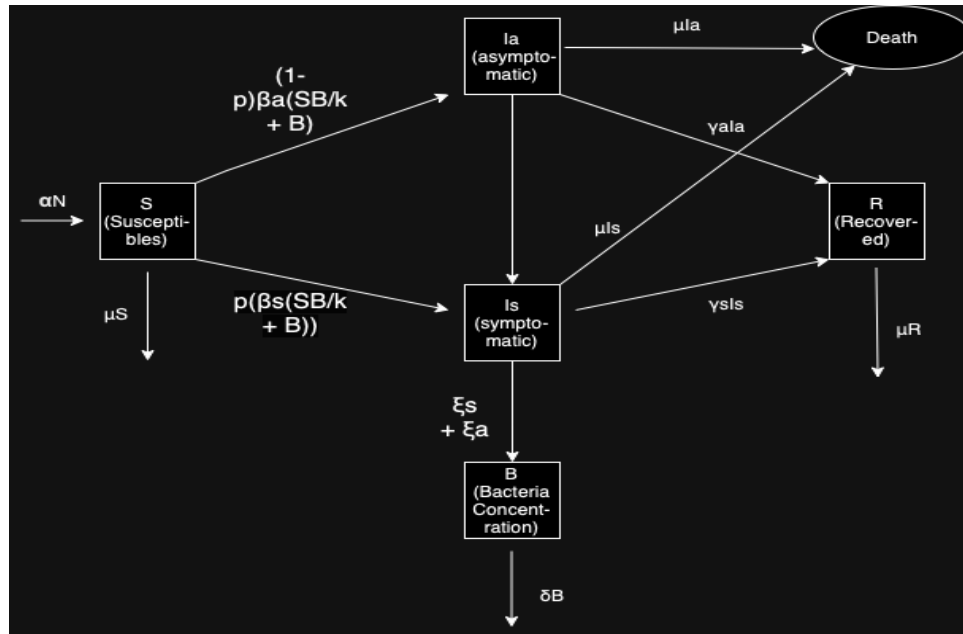 Ia
(asympto-
matic)
μIa
Death
(1-
p)βa(SB/k
+ B)
γaIa
αN
S
(Suscepti-
bles)
R
(Recover-
ed)
μIs
μS
p(βs(SB/k
+ B))
Is
(sympto-
matic)
γsIs
μR
ξs
+ ξa
B
(Bacteria
Concent-
ration)
δB